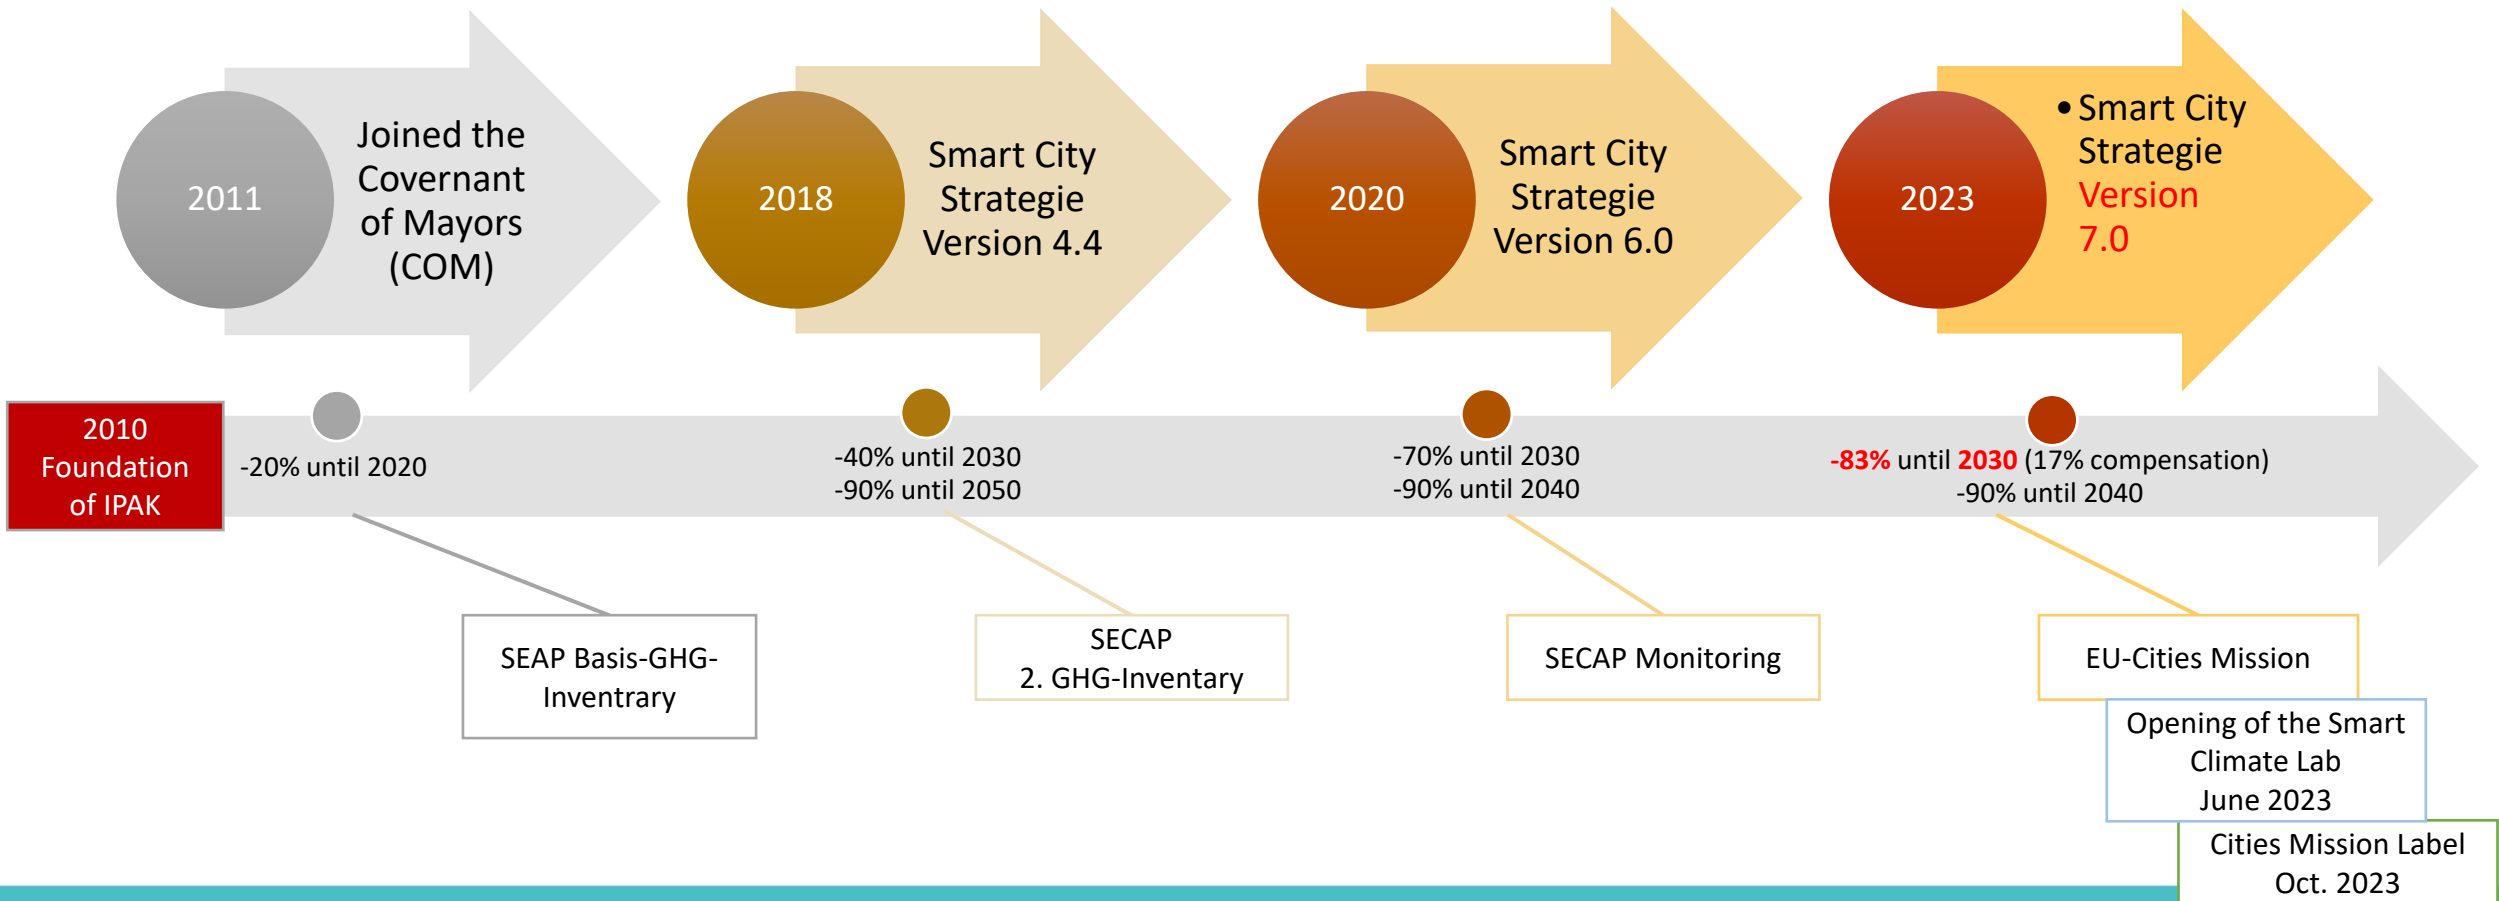 2011
Joined the
Covernant
of Mayors
(COM)
2018
Smart City
Strategie
Version 4.4
2020
Smart City
Strategie
Version 6.0
2023
• Smart City
Strategie
Version
7.0
2010
Foundation
of IPAK
-20% until 2020
-40% until 2030
-90% until 2050
-70% until 2030
-90% until 2040
-83% until 2030 (17% compensation)
-90% until 2040
SEAP Basis-GHG-
Inventrary
SECAP
2. GHG-Inventary
SECAP Monitoring
EU-Cities Mission
Opening of the Smart
Climate Lab
June 2023
Cities Mission Label
Oct. 2023